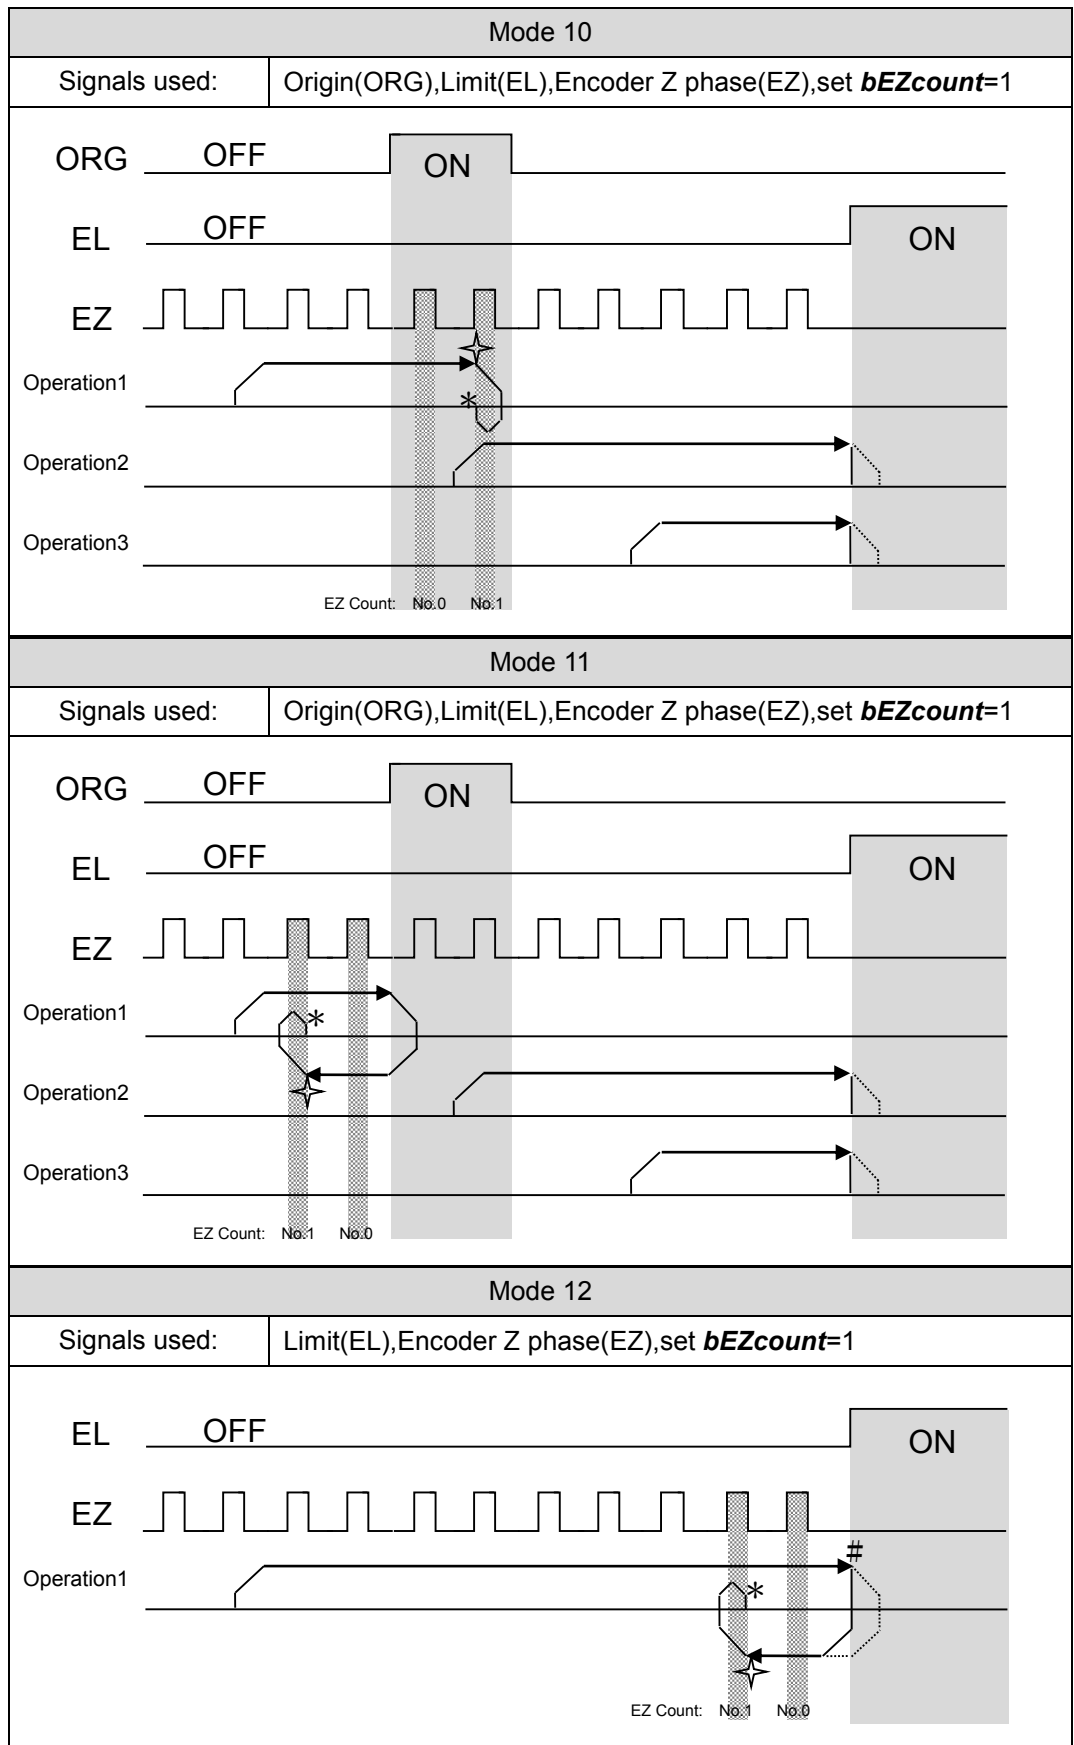 Mode 10
Signals used: Origin(ORG),Limit(EL),Encoder Z phase(EZ),set bEZcount=1
ORG OFF ON
EL OFF ON
EZ
Operation1
*
Operation2
Operation3
EZ Count: No.0 No.1
Mode 11
Signals used: Origin(ORG),Limit(EL),Encoder Z phase(EZ),set bEZcount=1
ORG OFF ON
EL OFF ON
EZ
Operation1 *
Operation2
Operation3
EZ Count: No.1 No.0
Mode 12
Signals used: Limit(EL),Encoder Z phase(EZ),set bEZcount=1
EL OFF ON
EZ
#
Operation1 *
EZ Count: No.1 No.0